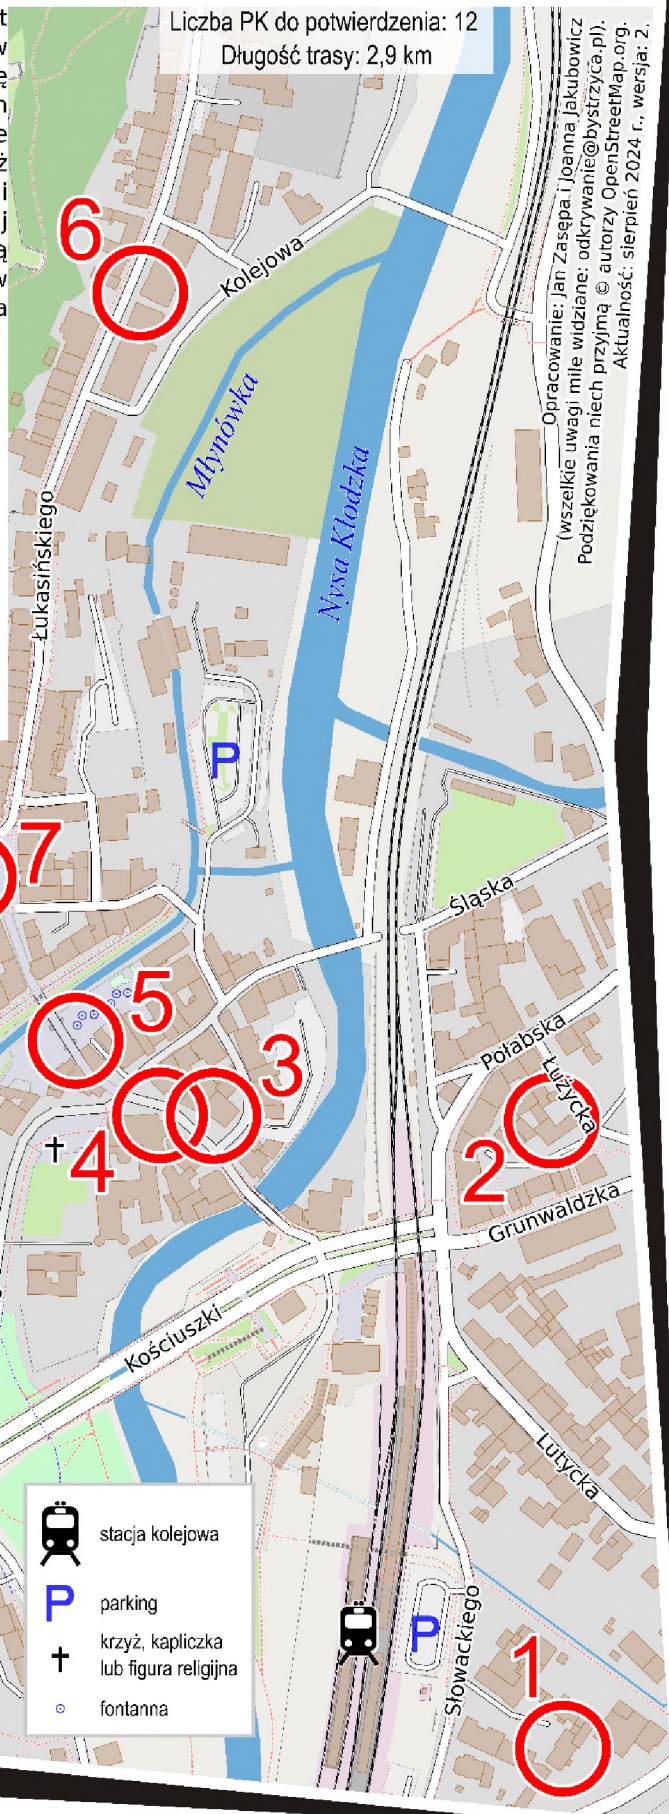 Liczba PK do potwierdzenia: 12
Długość trasy: 2,9 km
Opracowanie: Jan Zasępa i Joanna Jakubowicz
(wszelkie uwagi mile widziane: odkrywanie@bystrzyca.pl).
Podziękowania niech przyjmą © autorzy OpenStreetMap.org.
Aktualność: sierpień 2024 r., wersja: 2.
t
w
ę
n
e
ż
i
j
ą
w
a
6
Kolejowa
Młynówka
Nysa Kłodzka
Łukasińskiego
P
7
Śląska
5
Połabska
3
Łużycka
4
2
Grunwaldzka
Kościuszki
Lutycka
stacja kolejowa
P parking
krzyż, kapliczka
lub figura religijna
fontanna
P
Słowackiego
1